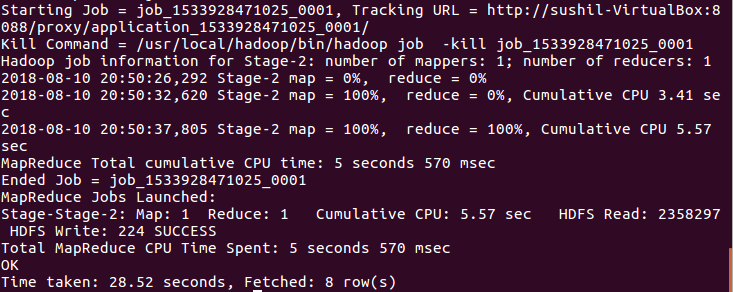 Starting Job = job_1533928471025_0001, Tracking URL = http://sushil-VirtualBox:8
088/proxy/application_1533928471025_0001/
Kill Command = /usr/local/hadoop/bin/hadoop job  -kill job_1533928471025_0001
Hadoop job information for Stage-2: number of mappers: 1; number of reducers: 1
2018-08-10 20:50:26,292 Stage-2 map = 0%,  reduce = 0%
2018-08-10 20:50:32,620 Stage-2 map = 100%,  reduce = 0%, Cumulative CPU 3.41 se
c
2018-08-10 20:50:37,805 Stage-2 map = 100%,  reduce = 100%, Cumulative CPU 5.57
sec
MapReduce Total cumulative CPU time: 5 seconds 570 msec
Ended Job = job_1533928471025_0001
MapReduce Jobs Launched:
Stage-Stage-2: Map: 1  Reduce: 1   Cumulative CPU: 5.57 sec   HDFS Read: 2358297
 HDFS Write: 224 SUCCESS
Total MapReduce CPU Time Spent: 5 seconds 570 msec
OK
Time taken: 28.52 seconds, Fetched: 8 row(s)